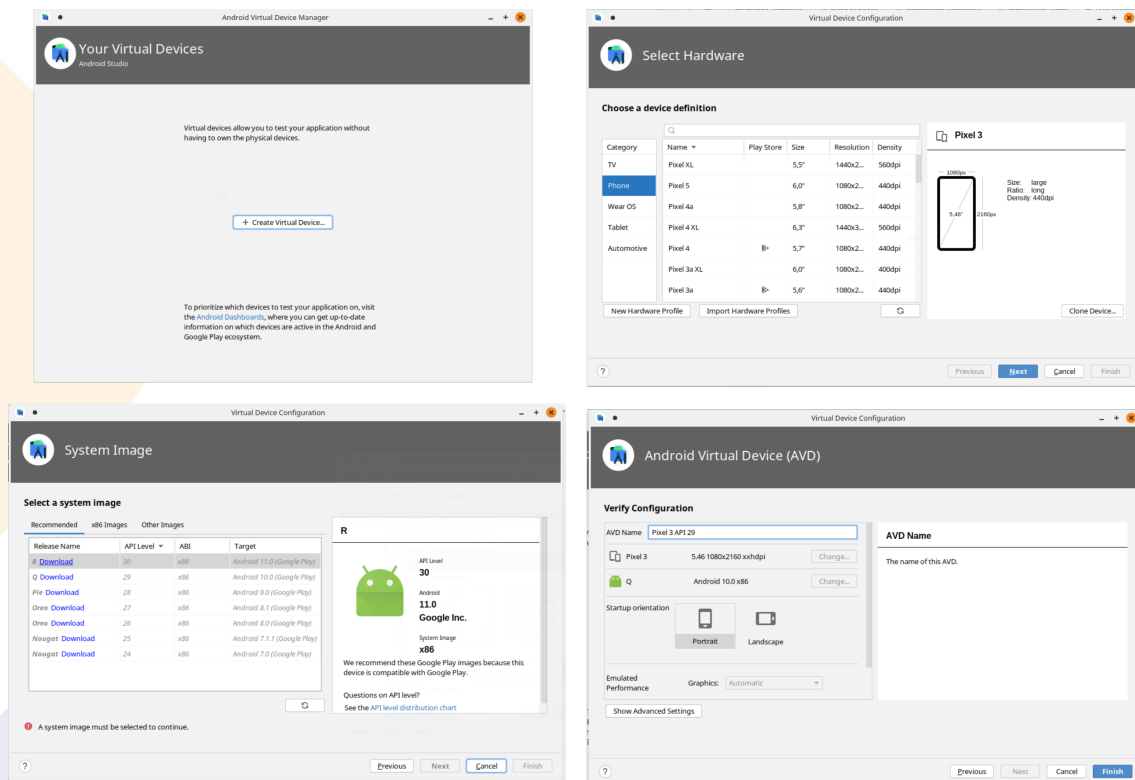 Android Virtual Device Manager
Your Virtual Devices
Android Studio
Virtual devices allow you to test your application without
having to own the physical devices.
+ Create Virtual Device...
To prioritize which devices to test your application on, visit
the Android Dashboards, where you can get up-to-date
information on which devices are active in the Android and
Google Play ecosystem.
Virtual Device Configuration
Select Hardware
Choose a device definition
Category Name Play Store Size Resolution Density
TV Pixel XL 5,5" 1440x2... 560dpi
Phone Pixel 5 6,0" 1080x2... 440dpi
Wear OS Pixel 4a 5,8" 1080x2... 440dpi
Tablet Pixel 4 XL 6,3" 1440x3... 560dpi
Automotive Pixel 4 5,7" 1080x2... 440dpi
Pixel 3a XL 6,0" 1080x2... 400dpi
Pixel 3a 5,6" 1080x2... 440dpi
New Hardware Profile Import Hardware Profiles
Pixel 3
1080px
Size: large
Ratio: long
Density: 440dpi
5,46" 2160px
Clone Device...
? Previous Next Cancel Finish
Virtual Device Configuration
System Image
Select a system image
Recommended x86 Images Other Images
Release Name API Level ABI Target
R Download 30 x86 Android 11.0 (Google Play)
Q Download 29 x86 Android 10.0 (Google Play)
Pie Download 28 x86 Android 9.0 (Google Play)
Oreo Download 27 x86 Android 8.1 (Google Play)
Oreo Download 26 x86 Android 8.0 (Google Play)
Nougat Download 25 x86 Android 7.1.1 (Google Play)
Nougat Download 24 x86 Android 7.0 (Google Play)
A system image must be selected to continue.
R
API Level
30
Android
11.0
Google Inc.
System Image
x86
We recommend these Google Play images because this
device is compatible with Google Play.
Questions on API level?
See the API level distribution chart
? Previous Next Cancel Finish
Virtual Device Configuration
Android Virtual Device (AVD)
Verify Configuration
AVD Name Pixel 3 API 29
Pixel 3 5.46 1080x2160 xxhdpi Change...
Q Android 10.0 x86 Change...
Startup orientation
Portrait Landscape
Emulated
Performance Graphics: Automatic
Show Advanced Settings
AVD Name
The name of this AVD.
? Previous Next Cancel Finish